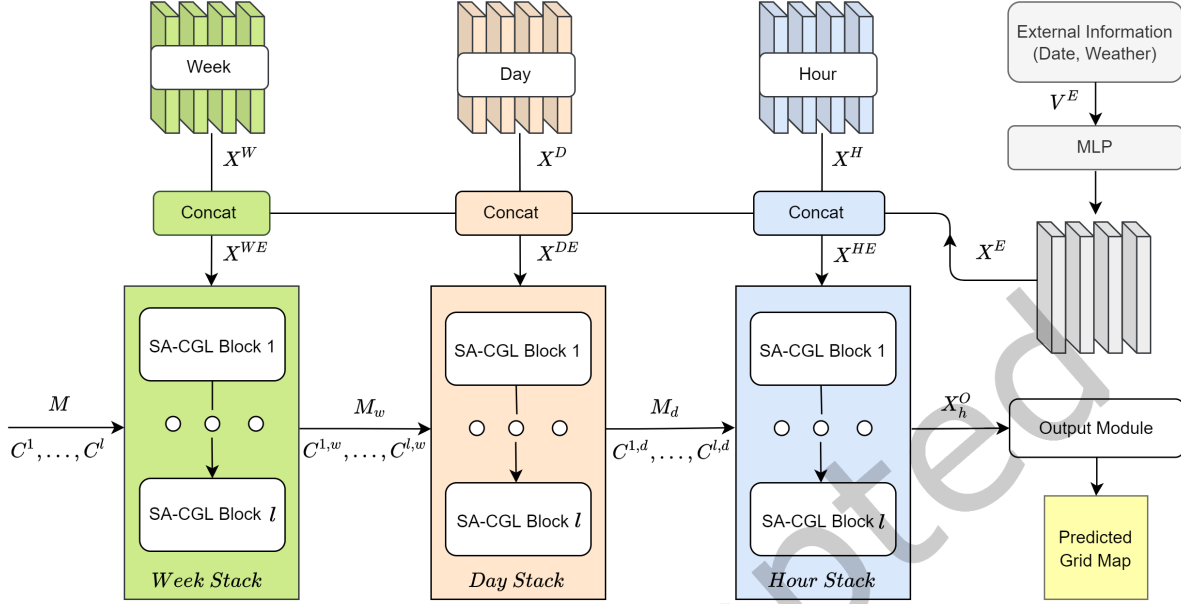 Week
Day
Hour
External Information
(Date, Weather)
V^E
MLP
X^W
X^D
X^H
Concat
Concat
Concat
X^{WE}
X^{DE}
X^{HE}
X^E
SA-CGL Block 1
SA-CGL Block 1
SA-CGL Block 1
M
C^1, ..., C^l
M_w
C^{1,w}, ..., C^{l,w}
M_d
C^{1,d}, ..., C^{l,d}
X_h^O
Output Module
SA-CGL Block l
SA-CGL Block l
SA-CGL Block l
Week Stack
Day Stack
Hour Stack
Predicted
Grid Map
pted